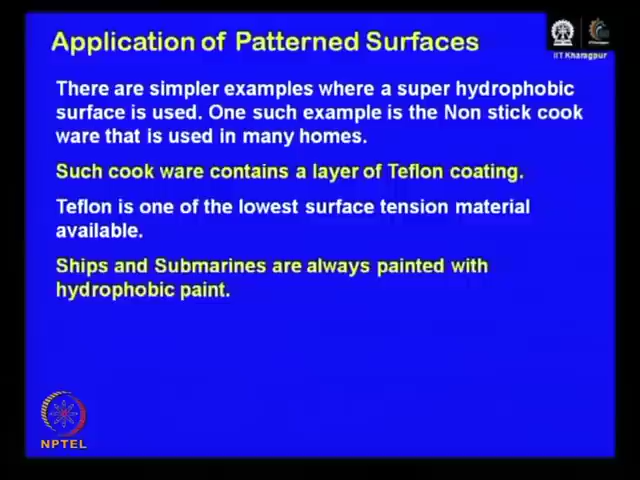 Application of Patterned Surfaces
IIT Kharagpur
There are simpler examples where a super hydrophobic
surface is used. One such example is the Non stick cook
ware that is used in many homes.
Such cook ware contains a layer of Teflon coating.
Teflon is one of the lowest surface tension material
available.
Ships and Submarines are always painted with
hydrophobic paint.
NPTEL